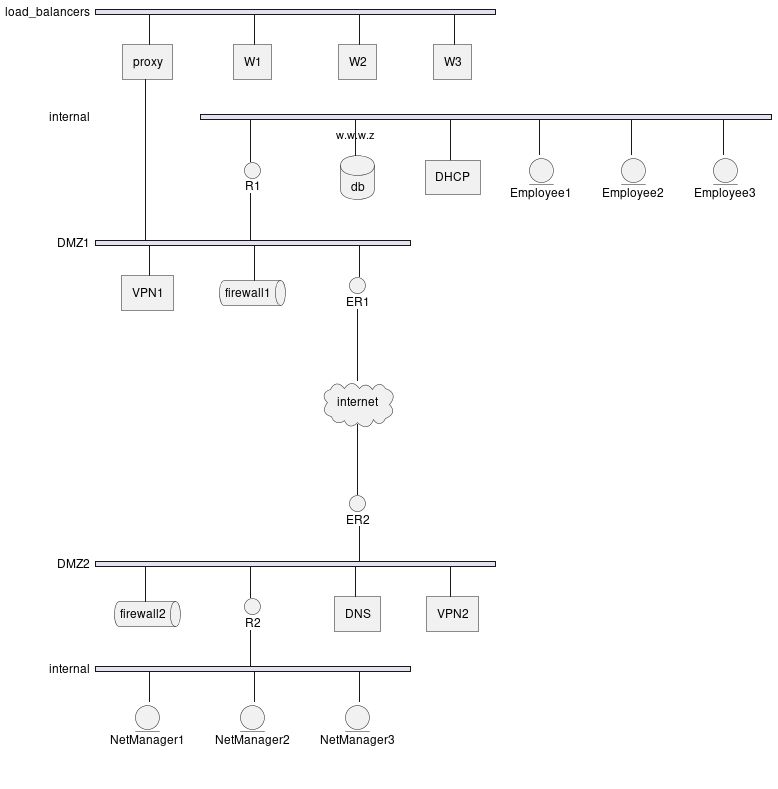 load_balancers
proxy W1 W2 W3
internal
w.w.w.z
R1 db DHCP Employee1 Employee2 Employee3
DMZ1
VPN1 firewall1 ER1
internet
ER2
DMZ2
firewall2 R2 DNS VPN2
internal
NetManager1 NetManager2 NetManager3